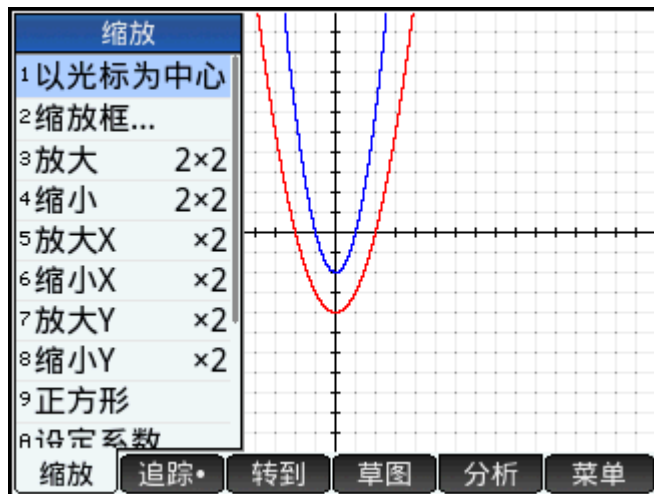 缩放
1以光标为中心
2缩放框...
3放大 2×2
4缩小 2×2
5放大X ×2
6缩小X ×2
7放大Y ×2
8缩小Y ×2
9正方形
A设定系数
缩放 追踪• 转到 草图 分析 菜单